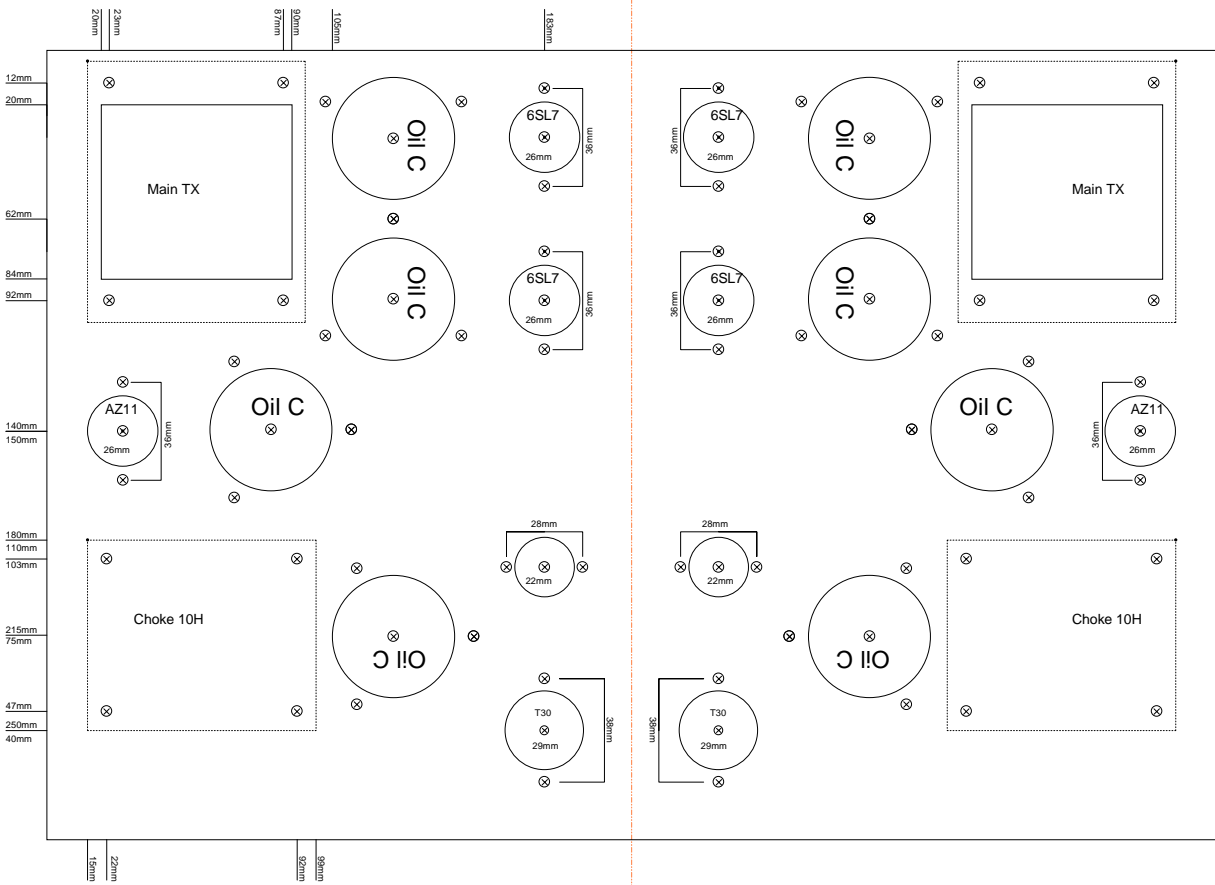 20mm
23mm
87mm
90mm
105mm
183mm
12mm
20mm
62mm
84mm
92mm
140mm
150mm
180mm
110mm
103mm
215mm
75mm
47mm
250mm
40mm
Main TX
Oil C
6SL7
26mm
36mm
Oil C
6SL7
26mm
36mm
AZ11
26mm
36mm
Oil C
28mm
22mm
Choke 10H
Oil C
T30
29mm
38mm
36mm
6SL7
26mm
Oil C
Main TX
36mm
6SL7
26mm
Oil C
Oil C
36mm
AZ11
26mm
28mm
22mm
Oil C
Choke 10H
38mm
T30
29mm
15mm
22mm
92mm
99mm